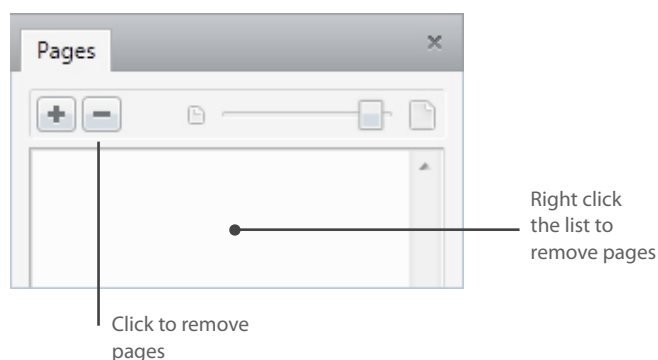 Pages
Right click
the list to
remove pages
Click to remove
pages